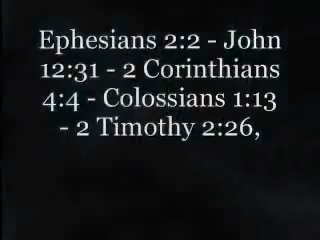 Ephesians 2:2 - John
12:31 - 2 Corinthians
4:4 - Colossians 1:13
- 2 Timothy 2:26,